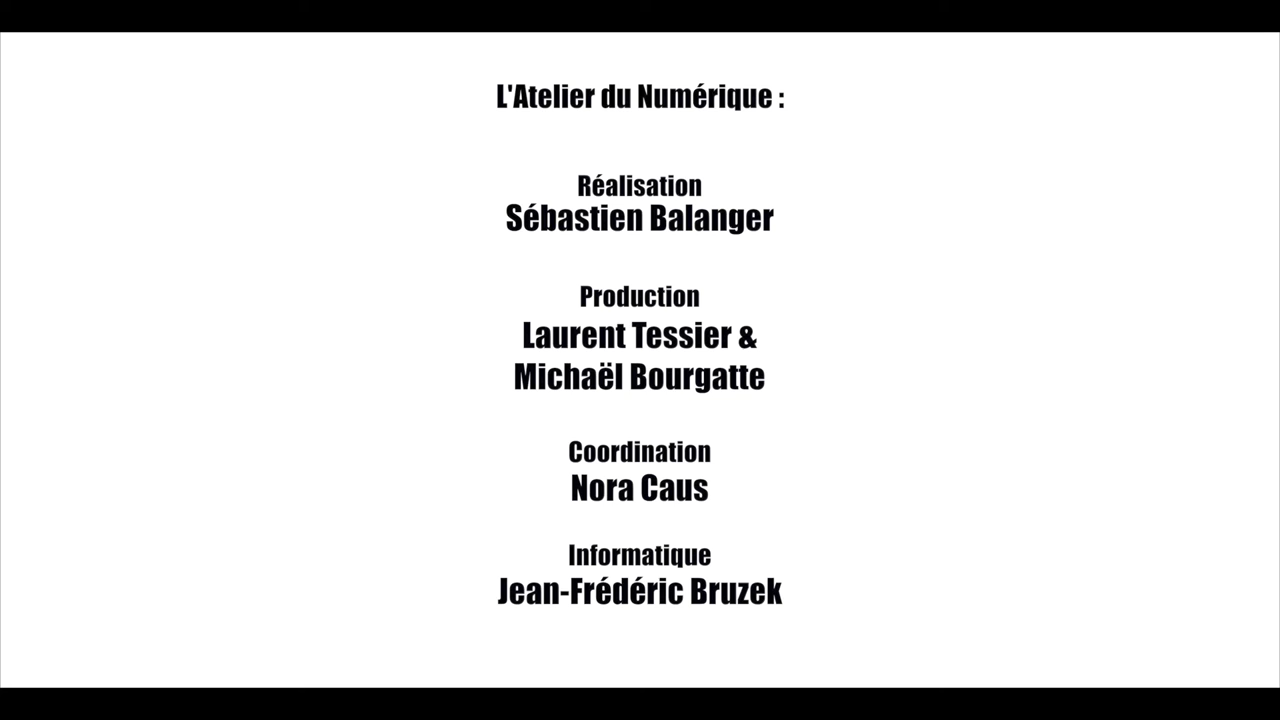 L'Atelier du Numérique :
Réalisation
Sébastien Balanger
Production
Laurent Tessier &
Michaël Bourgatte
Coordination
Nora Caus
Informatique
Jean-Frédéric Bruzek